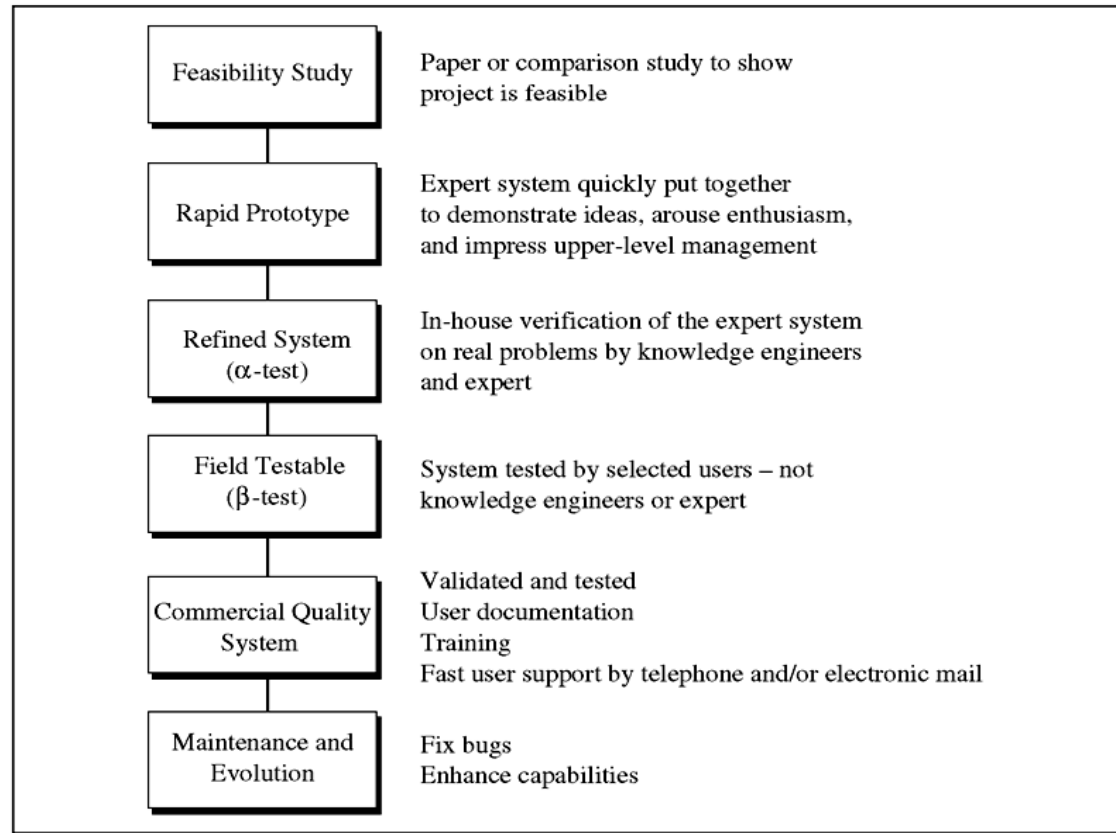 Feasibility Study
Paper or comparison study to show
project is feasible
Rapid Prototype
Expert system quickly put together
to demonstrate ideas, arouse enthusiasm,
and impress upper-level management
Refined System
(α-test)
In-house verification of the expert system
on real problems by knowledge engineers
and expert
Field Testable
(β-test)
System tested by selected users – not
knowledge engineers or expert
Commercial Quality
System
Validated and tested
User documentation
Training
Fast user support by telephone and/or electronic mail
Maintenance and
Evolution
Fix bugs
Enhance capabilities